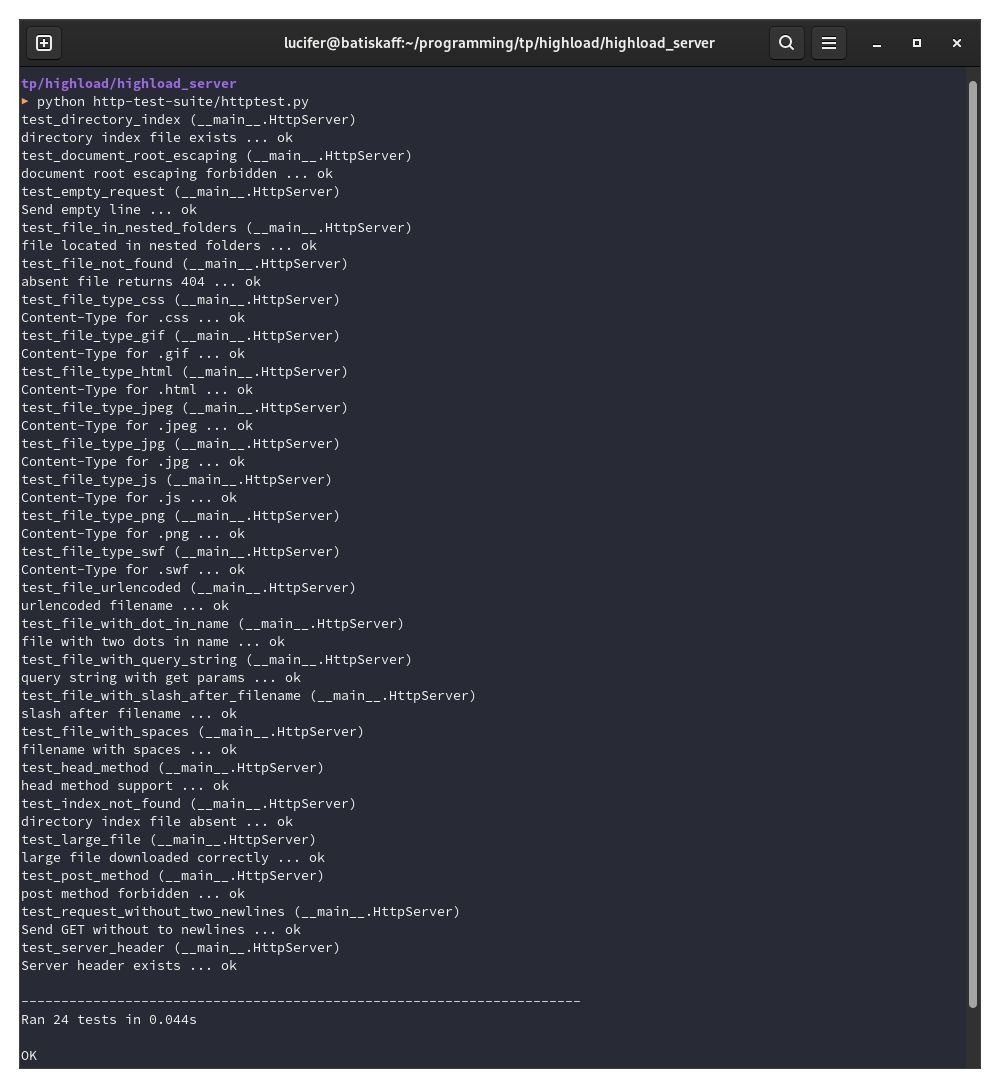 lucifer@batiskaff:~/programming/tp/highload/highload_server
tp/highload/highload_server
▸ python http-test-suite/httptest.py
test_directory_index (__main__.HttpServer)
directory index file exists ... ok
test_document_root_escaping (__main__.HttpServer)
document root escaping forbidden ... ok
test_empty_request (__main__.HttpServer)
Send empty line ... ok
test_file_in_nested_folders (__main__.HttpServer)
file located in nested folders ... ok
test_file_not_found (__main__.HttpServer)
absent file returns 404 ... ok
test_file_type_css (__main__.HttpServer)
Content-Type for .css ... ok
test_file_type_gif (__main__.HttpServer)
Content-Type for .gif ... ok
test_file_type_html (__main__.HttpServer)
Content-Type for .html ... ok
test_file_type_jpeg (__main__.HttpServer)
Content-Type for .jpeg ... ok
test_file_type_jpg (__main__.HttpServer)
Content-Type for .jpg ... ok
test_file_type_js (__main__.HttpServer)
Content-Type for .js ... ok
test_file_type_png (__main__.HttpServer)
Content-Type for .png ... ok
test_file_type_swf (__main__.HttpServer)
Content-Type for .swf ... ok
test_file_urlencoded (__main__.HttpServer)
urlencoded filename ... ok
test_file_with_dot_in_name (__main__.HttpServer)
file with two dots in name ... ok
test_file_with_query_string (__main__.HttpServer)
query string with get params ... ok
test_file_with_slash_after_filename (__main__.HttpServer)
slash after filename ... ok
test_file_with_spaces (__main__.HttpServer)
filename with spaces ... ok
test_head_method (__main__.HttpServer)
head method support ... ok
test_index_not_found (__main__.HttpServer)
directory index file absent ... ok
test_large_file (__main__.HttpServer)
large file downloaded correctly ... ok
test_post_method (__main__.HttpServer)
post method forbidden ... ok
test_request_without_two_newlines (__main__.HttpServer)
Send GET without to newlines ... ok
test_server_header (__main__.HttpServer)
Server header exists ... ok
----------------------------------------------------------------------
Ran 24 tests in 0.044s
OK